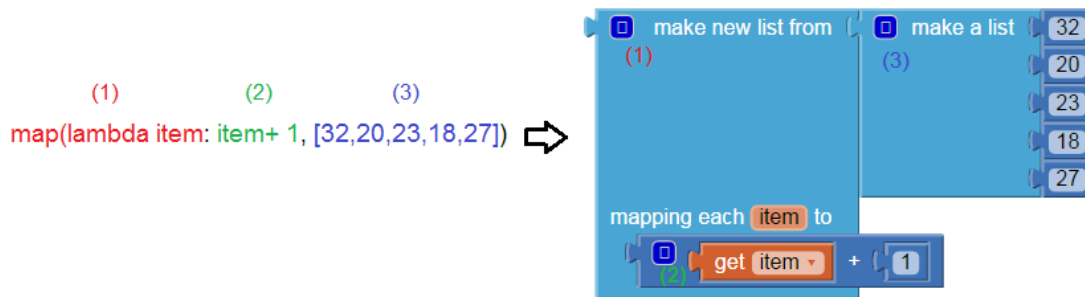 (1) (2) (3)
map(lambda item: item+ 1, [32,20,23,18,27])
make new list from make a list 32
(1) (3)
20
23
18
27
mapping each item to
get item + 1
(2)